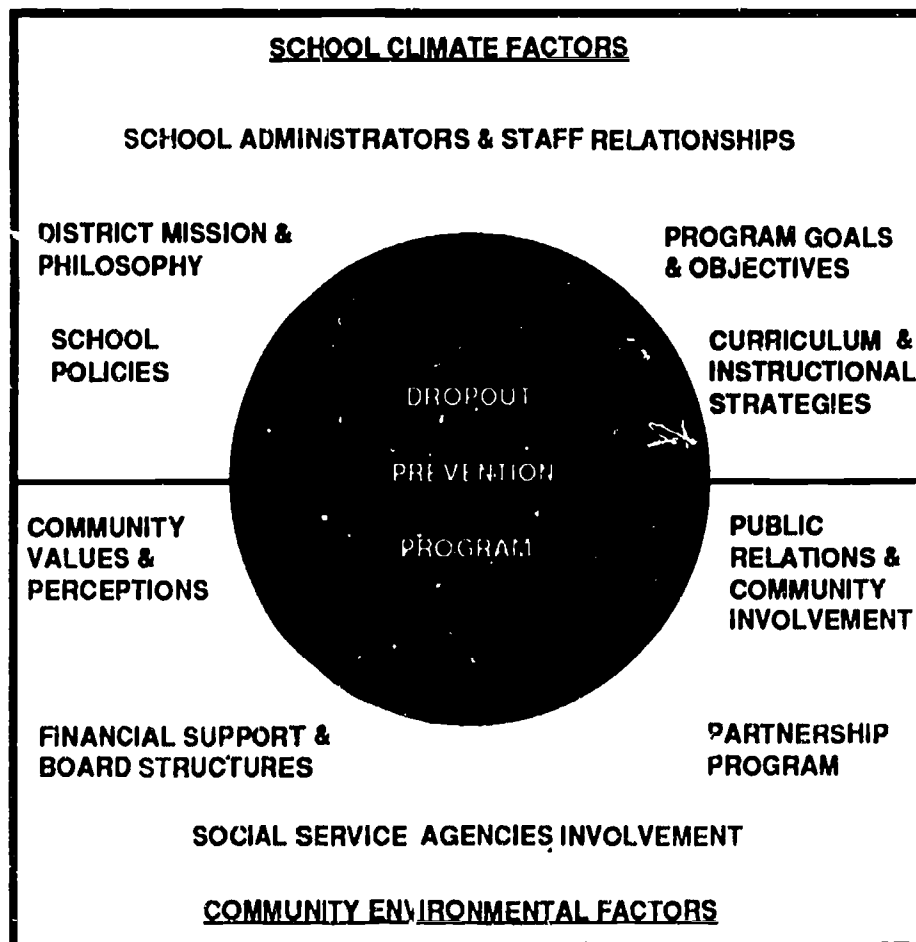 SCHOOL CLIMATE FACTORS
SCHOOL ADMINISTRATORS & STAFF RELATIONSHIPS
DISTRICT MISSION &
PHILOSOPHY
PROGRAM GOALS
& OBJECTIVES
SCHOOL
POLICIES
CURRICULUM &
INSTRUCTIONAL
STRATEGIES
DROPOUT
PREVENTION
PROGRAM
COMMUNITY
VALUES &
PERCEPTIONS
PUBLIC
RELATIONS &
COMMUNITY
INVOLVEMENT
FINANCIAL SUPPORT &
BOARD STRUCTURES
PARTNERSHIP
PROGRAM
SOCIAL SERVICE AGENCIES INVOLVEMENT
COMMUNITY ENVIRONMENTAL FACTORS